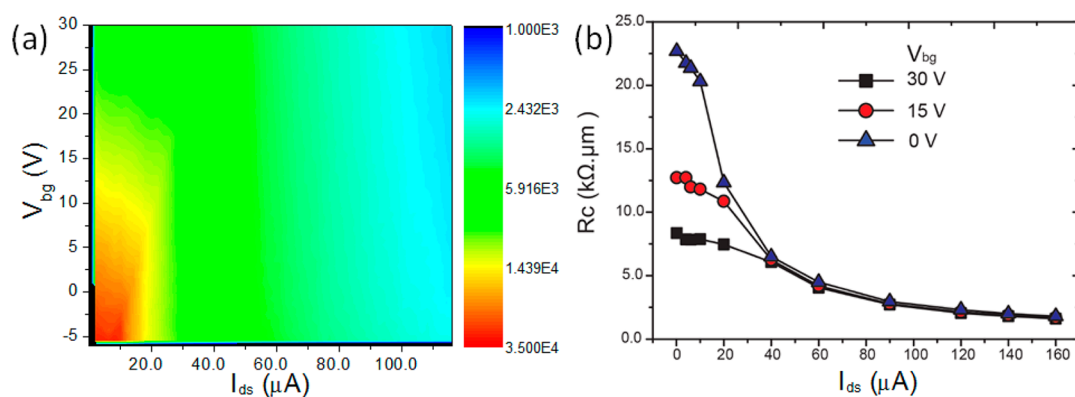 (a)
30
25
20
15
10
5
0
-5
V_bg (V)
20.0 40.0 60.0 80.0 100.0
I_ds (μA)
1.000E3
2.432E3
5.916E3
1.439E4
3.500E4
(b)
25.0
20.0
15.0
10.0
5.0
0.0
Rc (kΩ.μm)
V_bg
30 V
15 V
0 V
0 20 40 60 80 100 120 140 160
I_ds (μA)